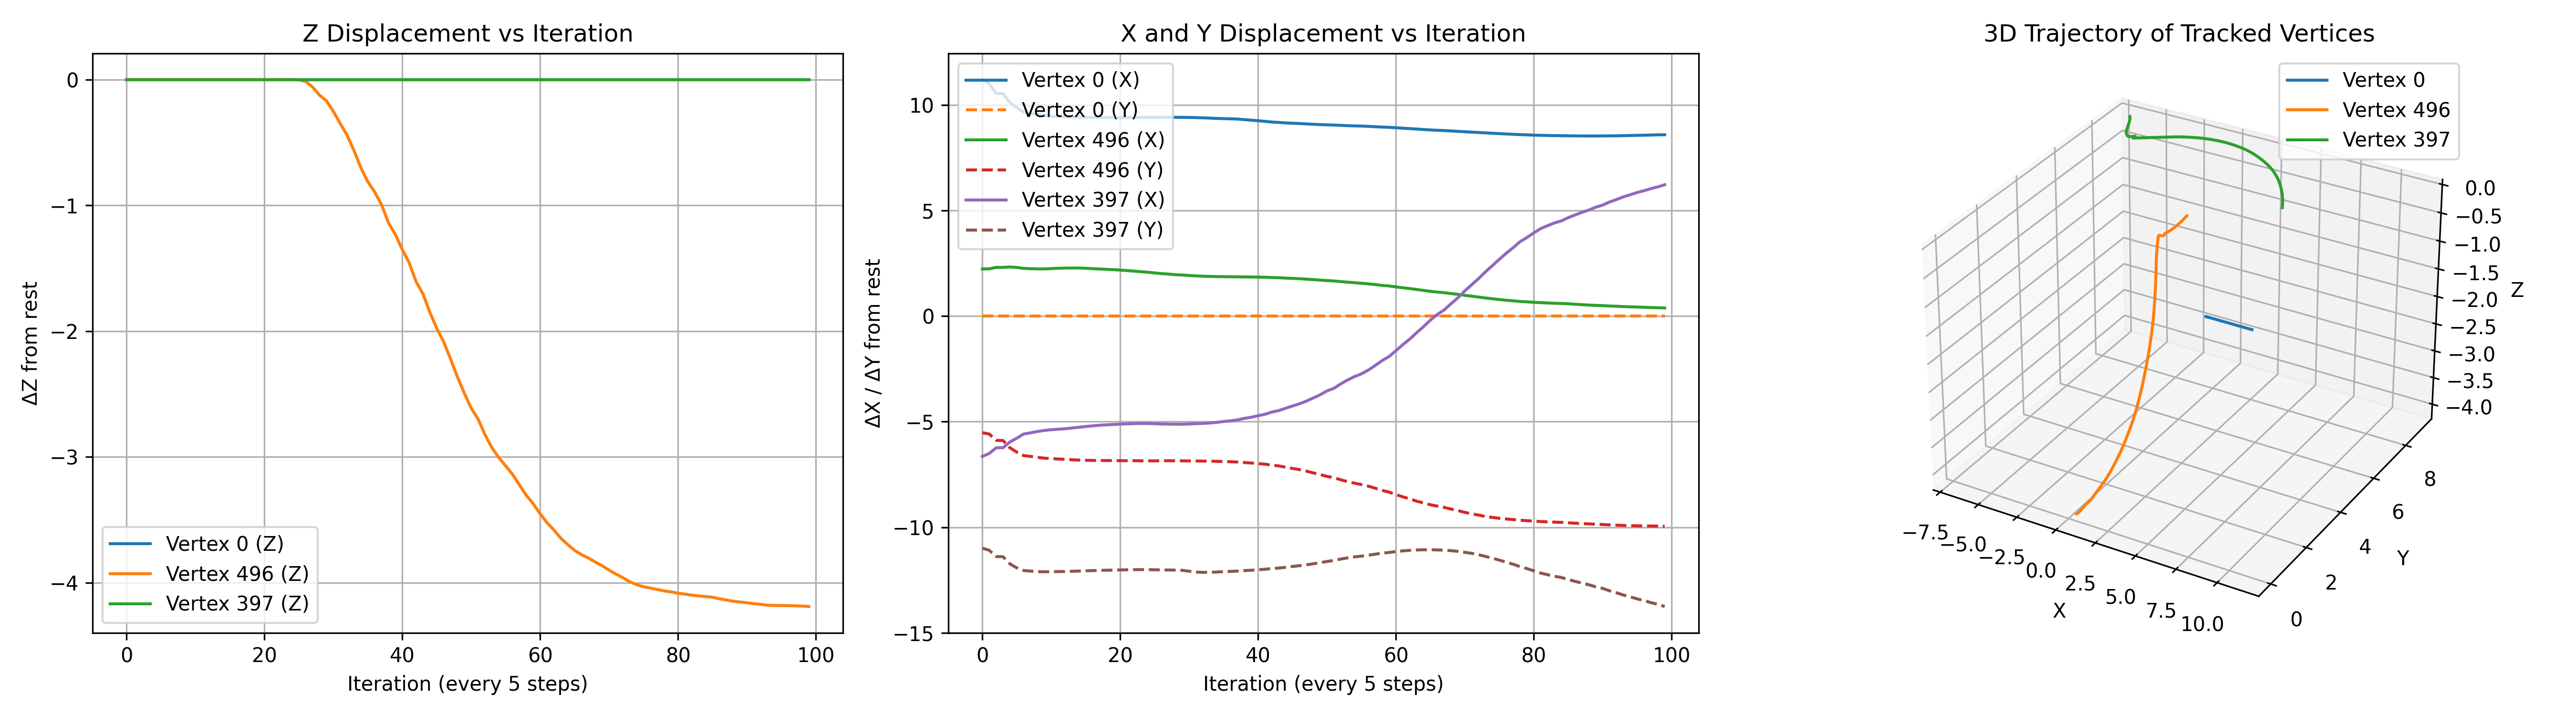 Z Displacement vs Iteration
0
−1
−2
−3
−4
ΔZ from rest
Vertex 0 (Z)
Vertex 496 (Z)
Vertex 397 (Z)
0
20
40
60
80
100
Iteration (every 5 steps)
X and Y Displacement vs Iteration
10
5
0
−5
−10
−15
ΔX / ΔY from rest
Vertex 0 (X)
Vertex 0 (Y)
Vertex 496 (X)
Vertex 496 (Y)
Vertex 397 (X)
Vertex 397 (Y)
0
20
40
60
80
100
Iteration (every 5 steps)
3D Trajectory of Tracked Vertices
Vertex 0
Vertex 496
Vertex 397
0.0
−0.5
−1.0
−1.5
−2.0
−2.5
−3.0
−3.5
−4.0
Z
−7.5
−5.0
−2.5
0.0
2.5
5.0
7.5
10.0
X
0
2
4
6
8
Y